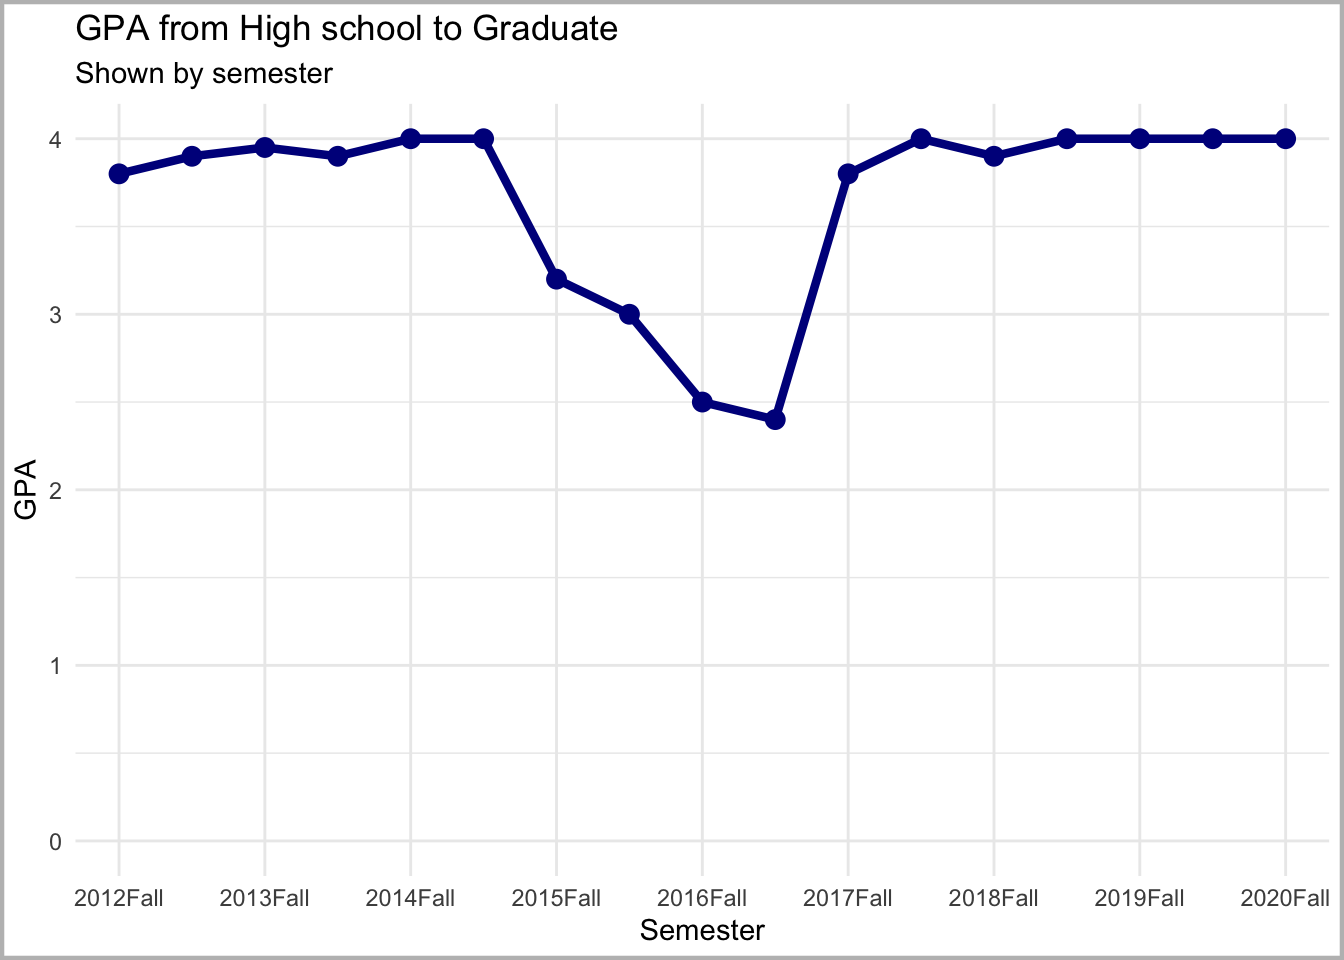 GPA from High school to Graduate
Shown by semester
4
3
2
1
0
GPA
2012Fall 2013Fall 2014Fall 2015Fall 2016Fall 2017Fall 2018Fall 2019Fall 2020Fall
Semester